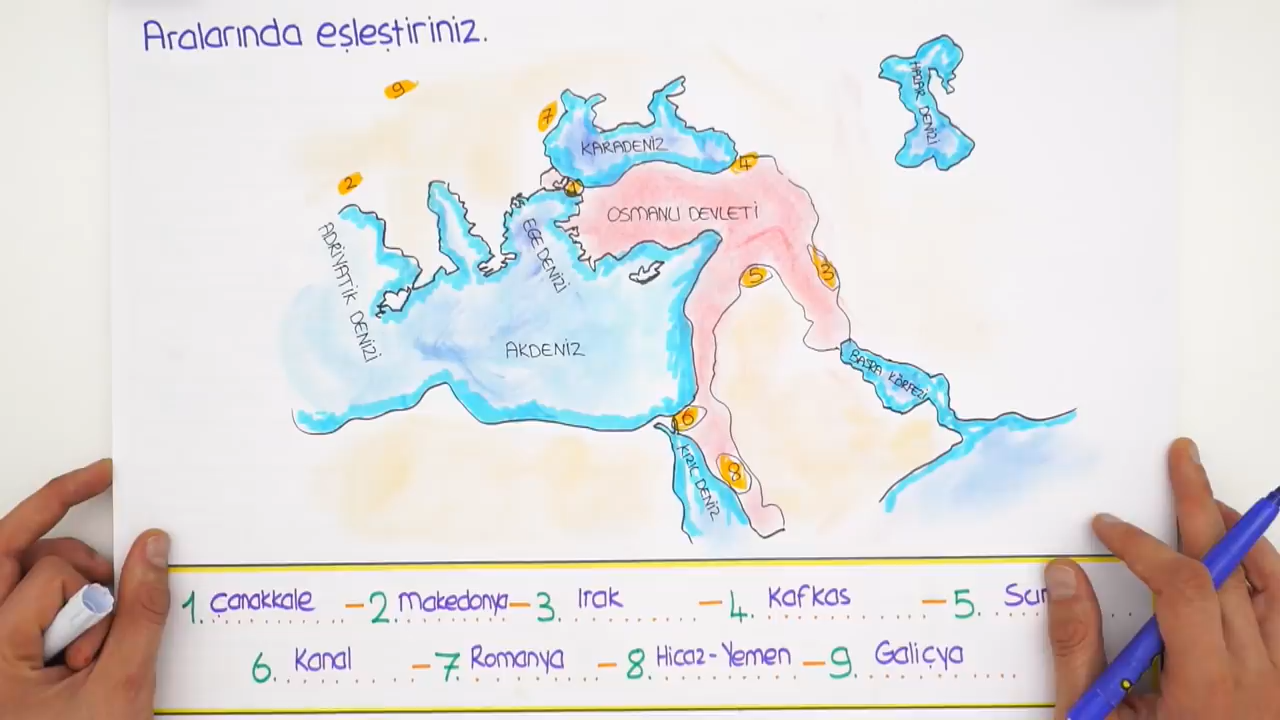 Aralarında eşleştiriniz.
9
7
HAZAR DENİZİ
KARADENİZ
4
2
1
OSMANLI DEVLETİ
ADRİYATİK DENİZİ
EGE DENİZİ
5
3
AKDENİZ
BASRA KÖRFEZİ
6
KIZIL DENİZ
8
1. Çanakkale – 2. Makedonya – 3. Irak – 4. Kafkas – 5.
6. Kanal – 7. Romanya – 8. Hicaz-Yemen – 9. Galiçya